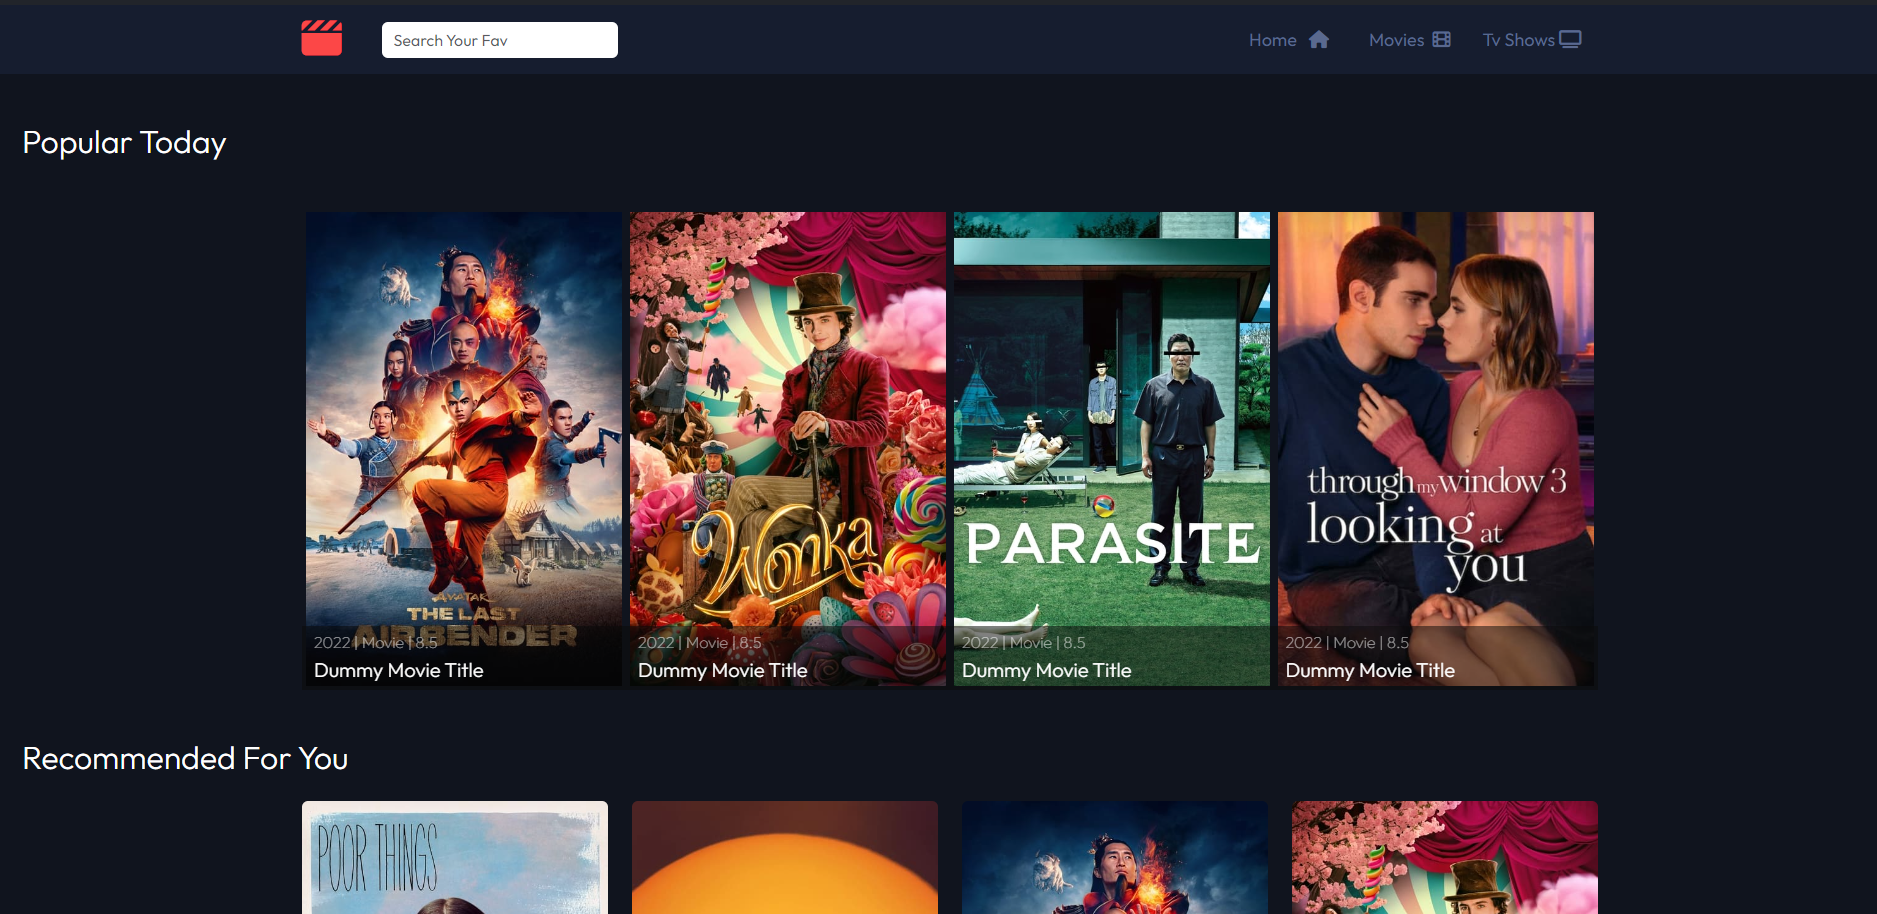 Search Your Fav
Home
Movies
Tv Shows
Popular Today
AVATAR
THE LAST
AIRBENDER
2022 | Movie | 8.5
Dummy Movie Title
Wonka
2022 | Movie | 8.5
Dummy Movie Title
PARASITE
2022 | Movie | 8.5
Dummy Movie Title
through my window 3
looking at
you
2022 | Movie | 8.5
Dummy Movie Title
Recommended For You
POOR THINGS